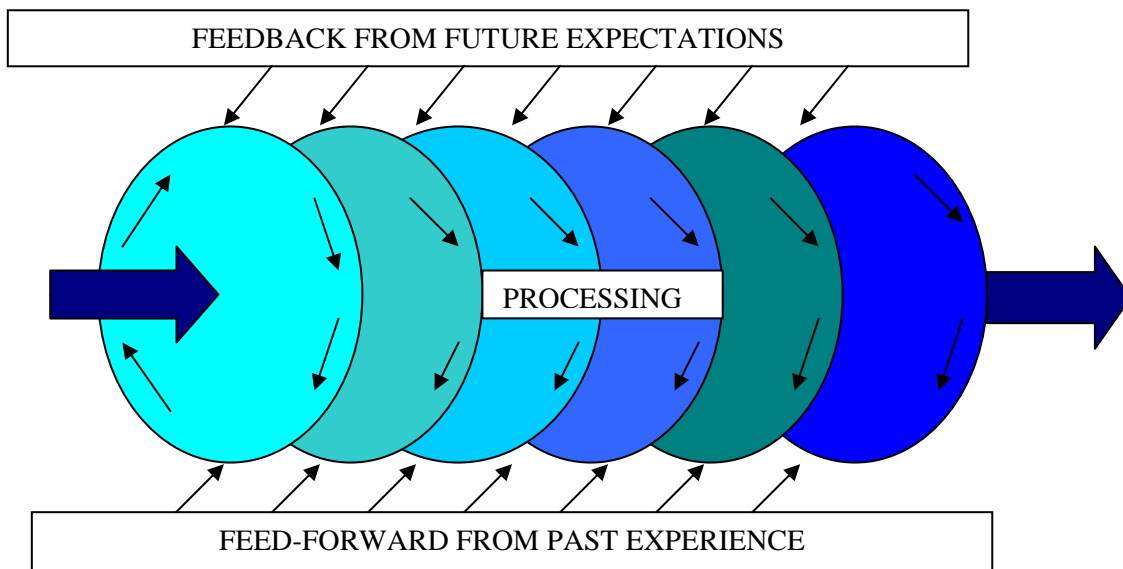 FEEDBACK FROM FUTURE EXPECTATIONS
PROCESSING
FEED-FORWARD FROM PAST EXPERIENCE